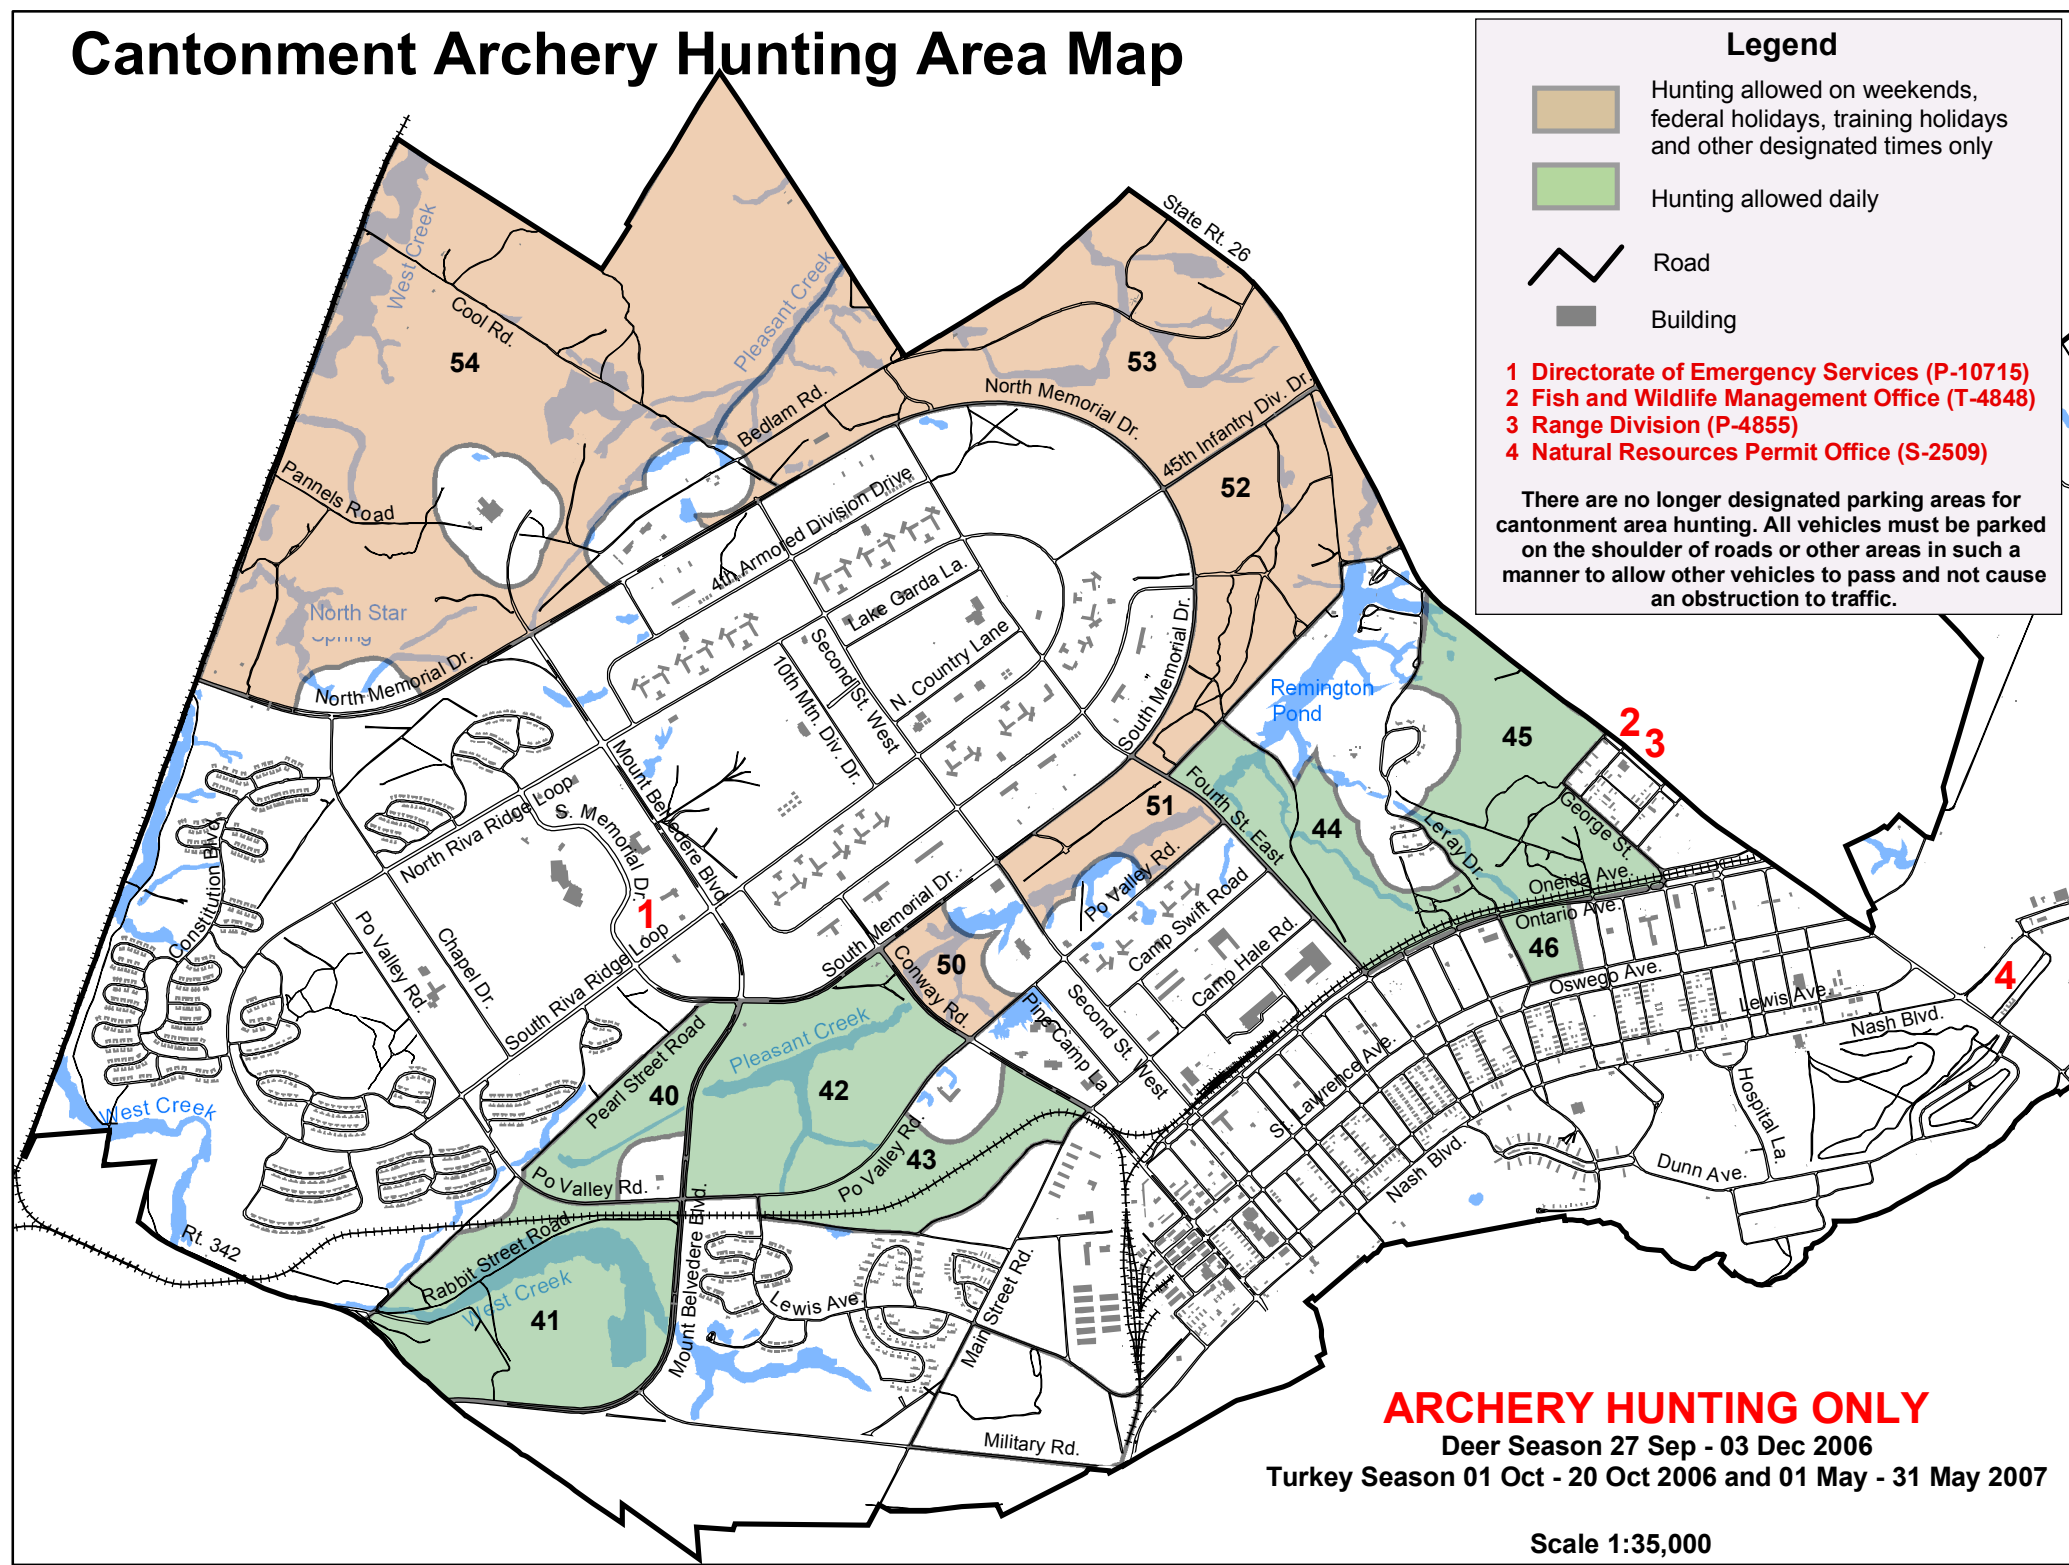 Cantonment Archery Hunting Area Map
Legend
Hunting allowed on weekends,
federal holidays, training holidays
and other designated times only
Hunting allowed daily
Road
Building
1 Directorate of Emergency Services (P-10715)
2 Fish and Wildlife Management Office (T-4848)
3 Range Division (P-4855)
4 Natural Resources Permit Office (S-2509)
There are no longer designated parking areas for
cantonment area hunting. All vehicles must be parked
on the shoulder of roads or other areas in such a
manner to allow other vehicles to pass and not cause
an obstruction to traffic.
State Rt. 26
West Creek
Pleasant Creek
Cool Rd.
54
53
Bedlam Rd.
North Memorial Dr.
45th Infantry Div. Dr.
52
Pannels Road
4th Armored Division Drive
Lake Garda La.
North Star
Spring
North Memorial Dr.
Second St. West
N. Country Lane
10th Mtn. Div. Dr.
South Memorial Dr.
Remington
Pond
45
2
3
Mount Belvedere Blvd
North Riva Ridge Loop
S. Memorial Dr.
51
Fourth St. East
44
George St.
Leray Dr.
Constitution Blvd
Po Valley Rd.
Camp Swift Road
Oneida Ave.
Ontario Ave.
46
Oswego Ave.
1
South Memorial Dr.
Po Valley Rd.
Chapel Dr.
South Riva Ridge Loop
Conway Rd.
50
Camp Hale Rd.
Lewis Ave.
4
Nash Blvd.
Pine Camp La
Second St. West
Pleasant Creek
Pearl Street Road
40
42
St. Lawrence Ave.
Hospital La.
West Creek
Po Valley Rd.
43
Po Valley Rd.
Nash Blvd.
Dunn Ave.
Rt. 342
Rabbit Street Road
West Creek
41
Mount Belvedere Blvd.
Lewis Ave.
Main Street Rd.
Military Rd.
ARCHERY HUNTING ONLY
Deer Season 27 Sep - 03 Dec 2006
Turkey Season 01 Oct - 20 Oct 2006 and 01 May - 31 May 2007
Scale 1:35,000